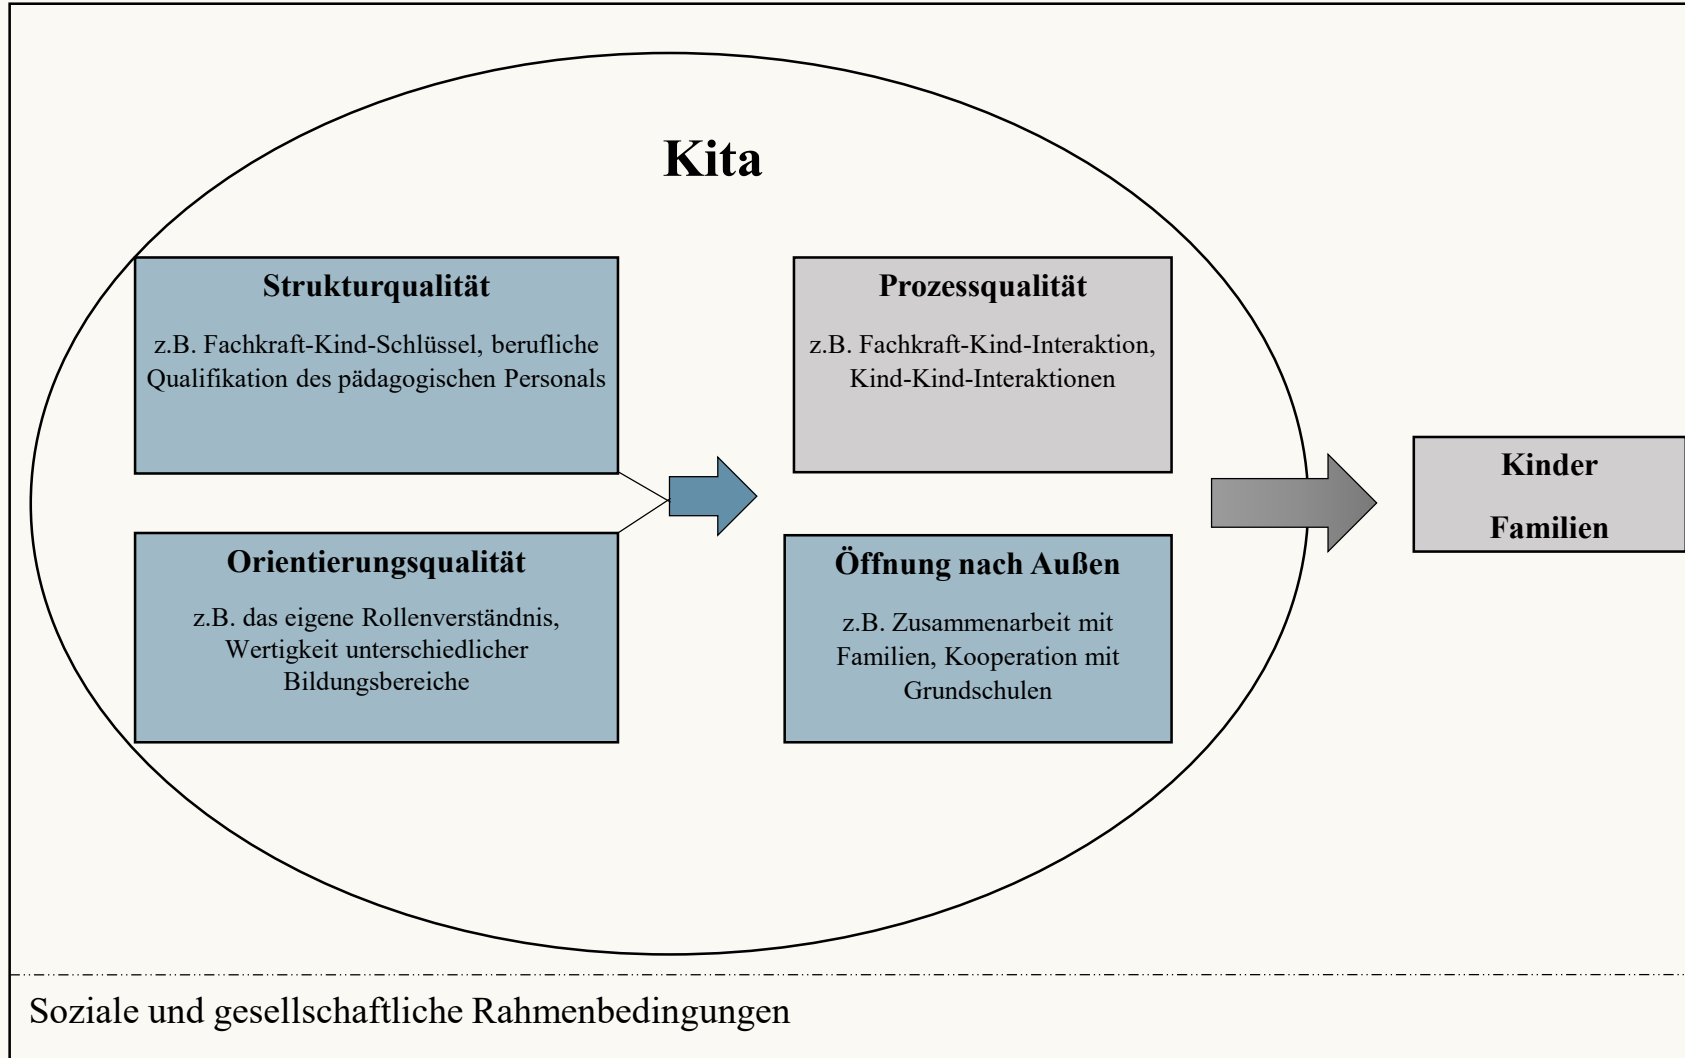 Kita
Strukturqualität
z.B. Fachkraft-Kind-Schlüssel, berufliche
Qualifikation des pädagogischen Personals
Prozessqualität
z.B. Fachkraft-Kind-Interaktion,
Kind-Kind-Interaktionen
Orientierungsqualität
z.B. das eigene Rollenverständnis,
Wertigkeit unterschiedlicher
Bildungsbereiche
Öffnung nach Außen
z.B. Zusammenarbeit mit
Familien, Kooperation mit
Grundschulen
Kinder
Familien
Soziale und gesellschaftliche Rahmenbedingungen